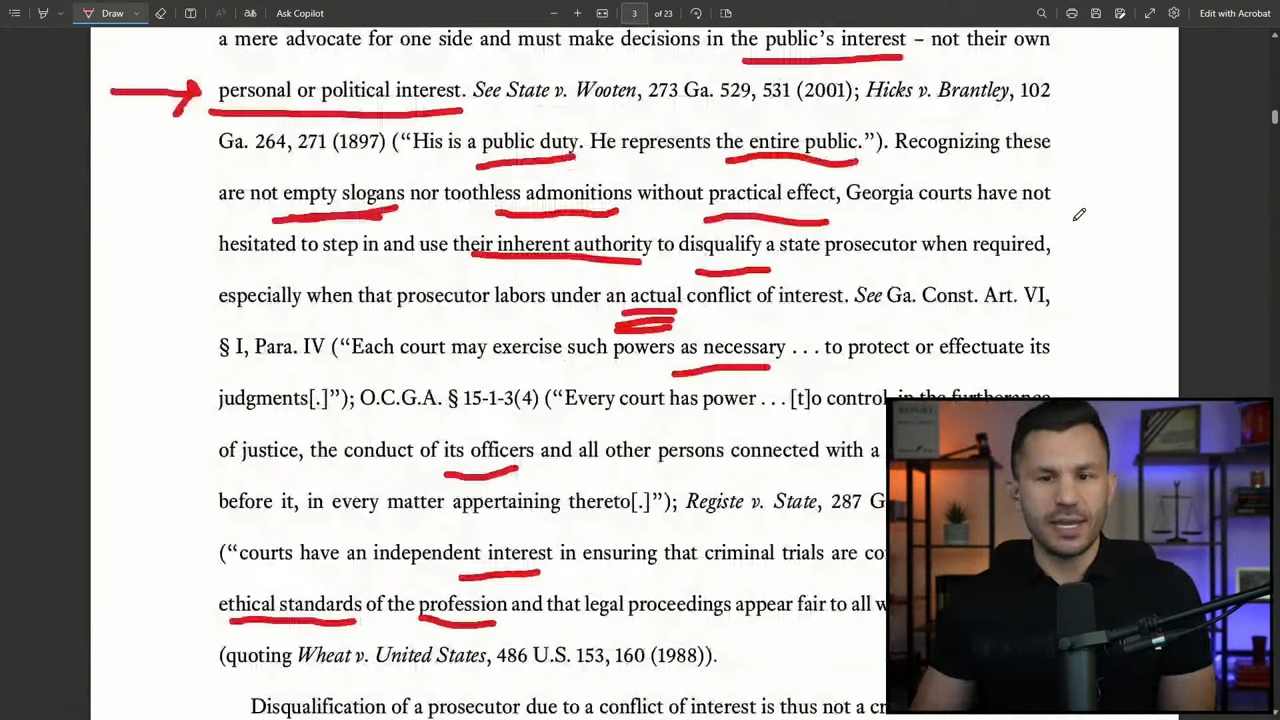 Draw
Ask Copilot
3 of 23
Edit with Acrobat
a mere advocate for one side and must make decisions in the public’s interest – not their own
personal or political interest. See State v. Wooten, 273 Ga. 529, 531 (2001); Hicks v. Brantley, 102
Ga. 264, 271 (1897) (“His is a public duty. He represents the entire public.”). Recognizing these
are not empty slogans nor toothless admonitions without practical effect, Georgia courts have not
hesitated to step in and use their inherent authority to disqualify a state prosecutor when required,
especially when that prosecutor labors under an actual conflict of interest. See Ga. Const. Art. VI,
§ I, Para. IV (“Each court may exercise such powers as necessary . . . to protect or effectuate its
judgments[.]”); O.C.G.A. § 15-1-3(4) (“Every court has power . . . [t]o control, in the furtherance
of justice, the conduct of its officers and all other persons connected with a
before it, in every matter appertaining thereto[.]”); Registe v. State, 287 G
(“courts have an independent interest in ensuring that criminal trials are co
ethical standards of the profession and that legal proceedings appear fair to all w
(quoting Wheat v. United States, 486 U.S. 153, 160 (1988)).
Disqualification of a prosecutor due to a conflict of interest is thus not a cr